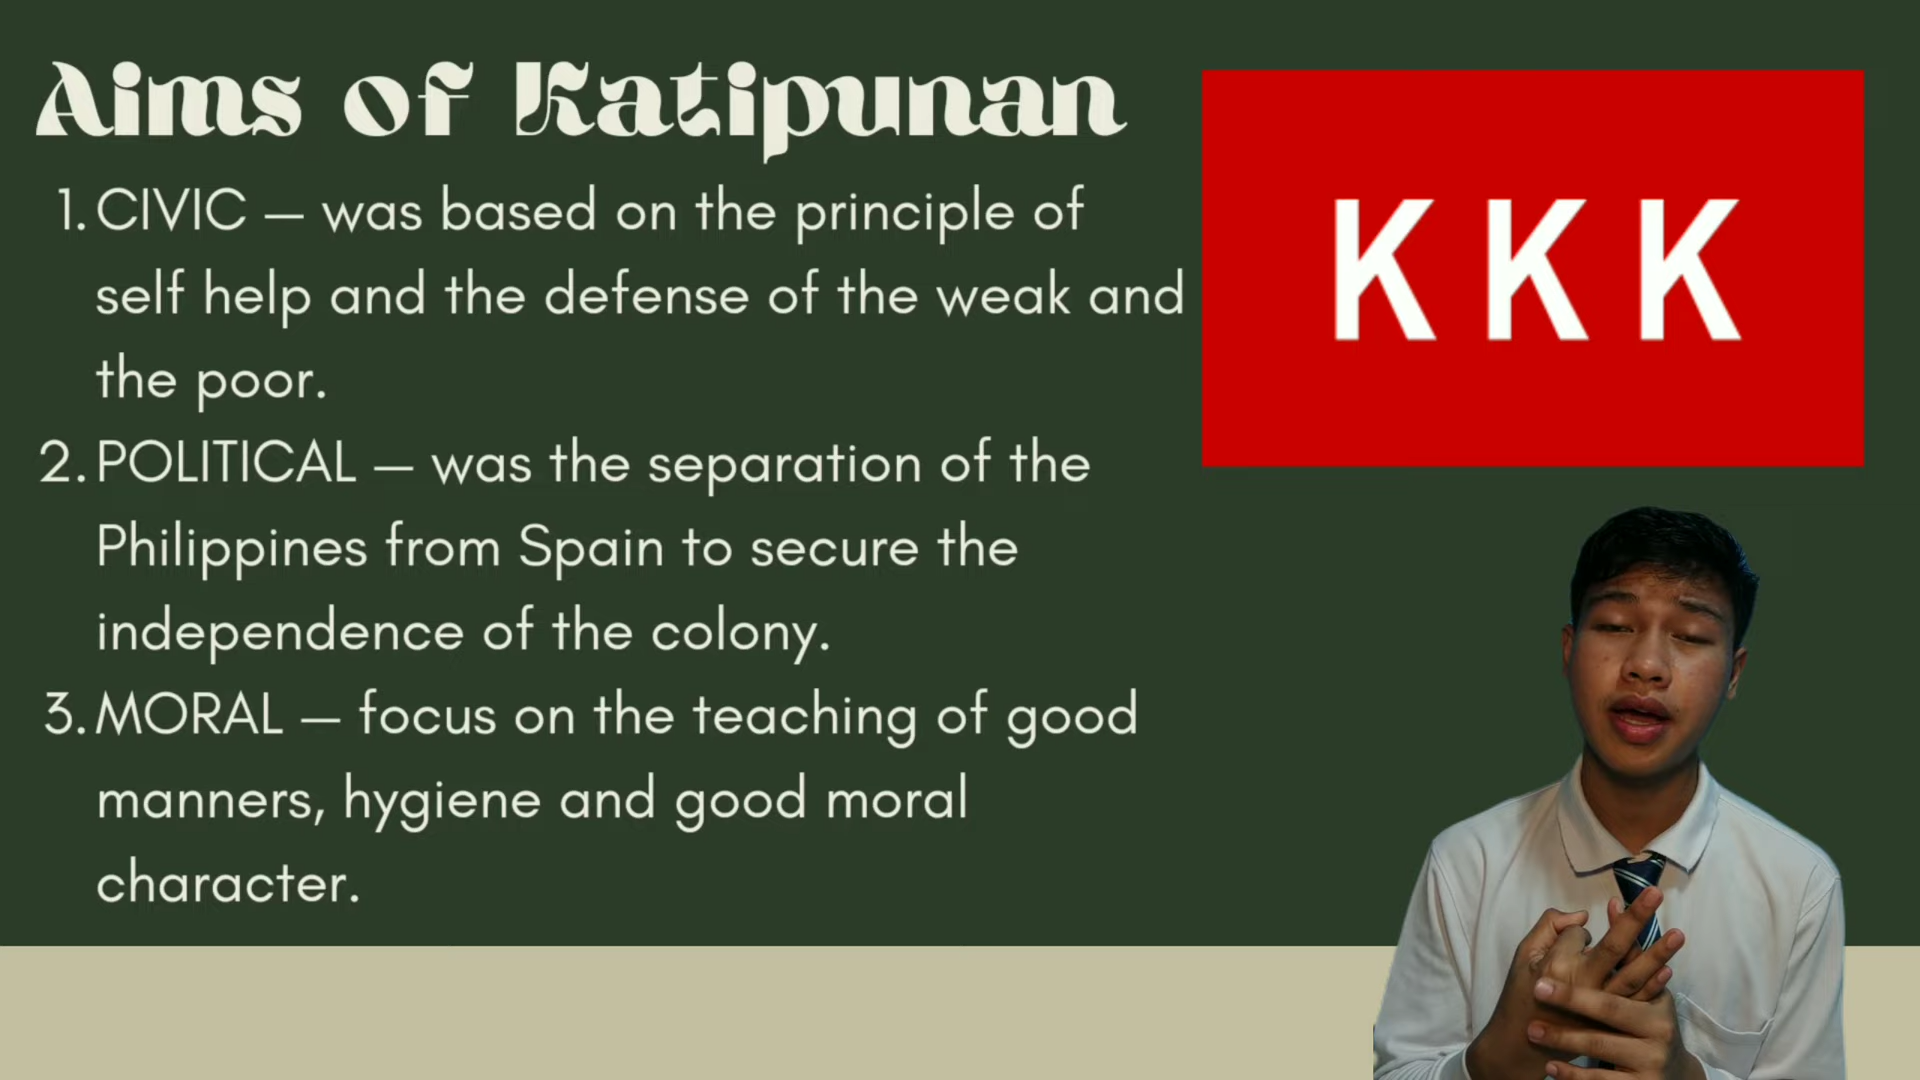 Aims of Katipunan
1. CIVIC — was based on the principle of
self help and the defense of the weak and
the poor.
2. POLITICAL — was the separation of the
Philippines from Spain to secure the
independence of the colony.
3. MORAL — focus on the teaching of good
manners, hygiene and good moral
character.
K K K